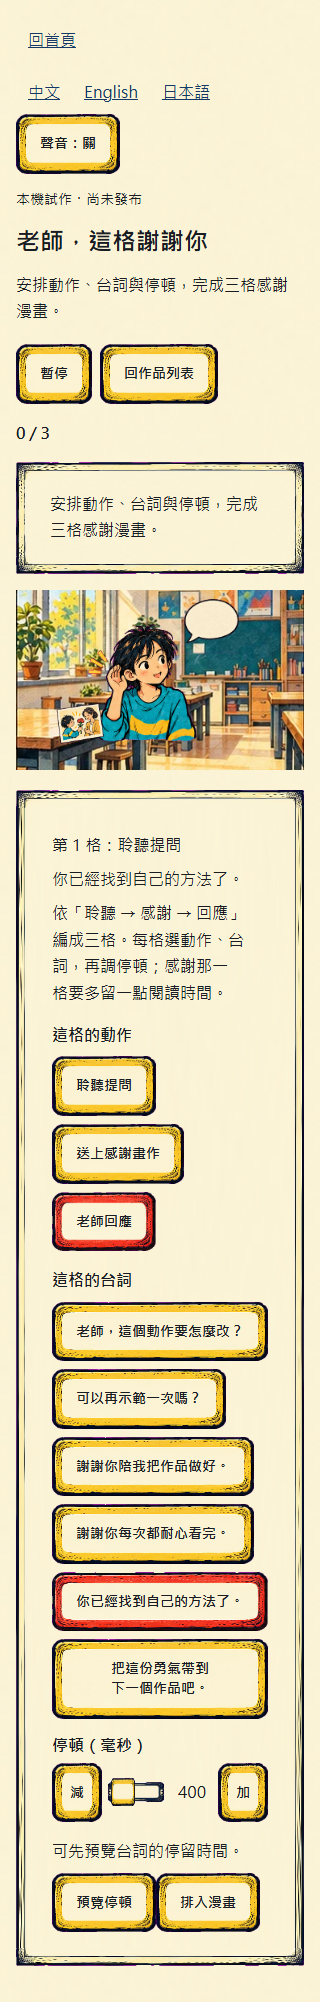 回首頁
中文 English 日本語
聲音：關
本機試作・尚未發布
老師，這格謝謝你
安排動作、台詞與停頓，完成三格感謝
漫畫。
暫停 回作品列表
0 / 3
安排動作、台詞與停頓，完成
三格感謝漫畫。
第 1 格：聆聽提問
你已經找到自己的方法了。
依「聆聽 → 感謝 → 回應」
編成三格。每格選動作、台
詞，再調停頓；感謝那一
格要多留一點閱讀時間。
這格的動作
聆聽提問
送上感謝畫作
老師回應
這格的台詞
老師，這個動作要怎麼改？
可以再示範一次嗎？
謝謝你陪我把作品做好。
謝謝你每次都耐心看完。
你已經找到自己的方法了。
把這份勇氣帶到
下一個作品吧。
停頓（毫秒）
減 400 加
可先預覽台詞的停留時間。
預覽停頓 排入漫畫